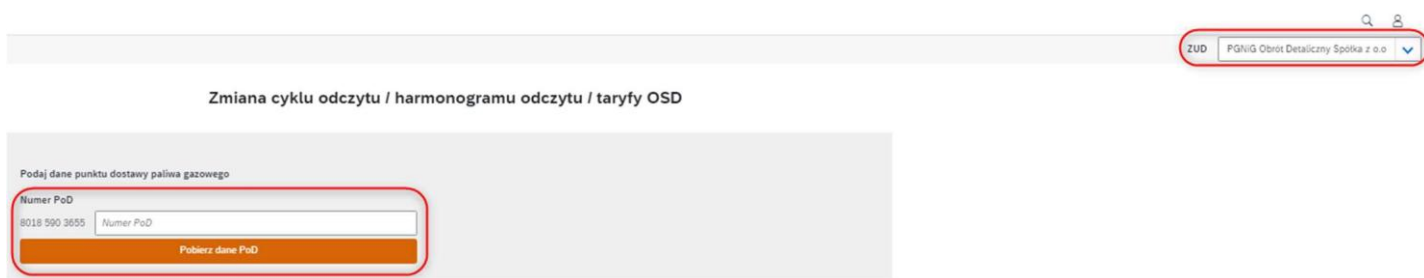 ZUD PGNiG Obrót Detaliczny Spółka z o.o
Zmiana cyklu odczytu / harmonogramu odczytu / taryfy OSD
Podaj dane punktu dostawy paliwa gazowego
Numer PoD
8018 590 3655 Numer PoD
Pobierz dane PoD